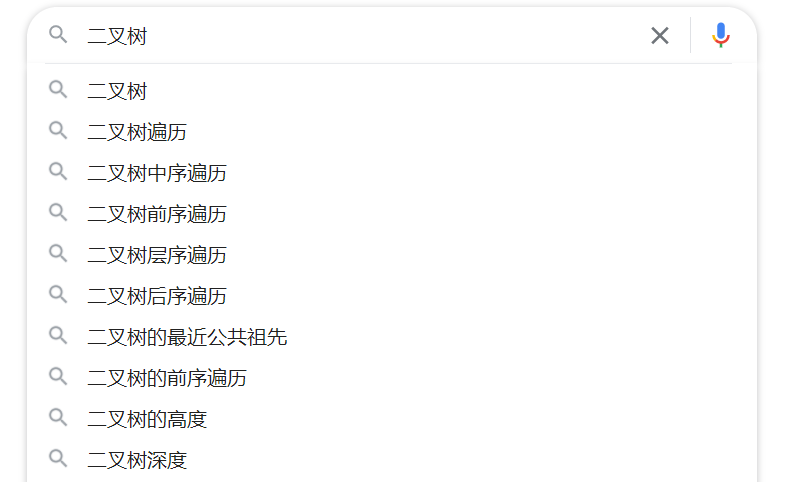 二叉树
二叉树
二叉树遍历
二叉树中序遍历
二叉树前序遍历
二叉树层序遍历
二叉树后序遍历
二叉树的最近公共祖先
二叉树的前序遍历
二叉树的高度
二叉树深度